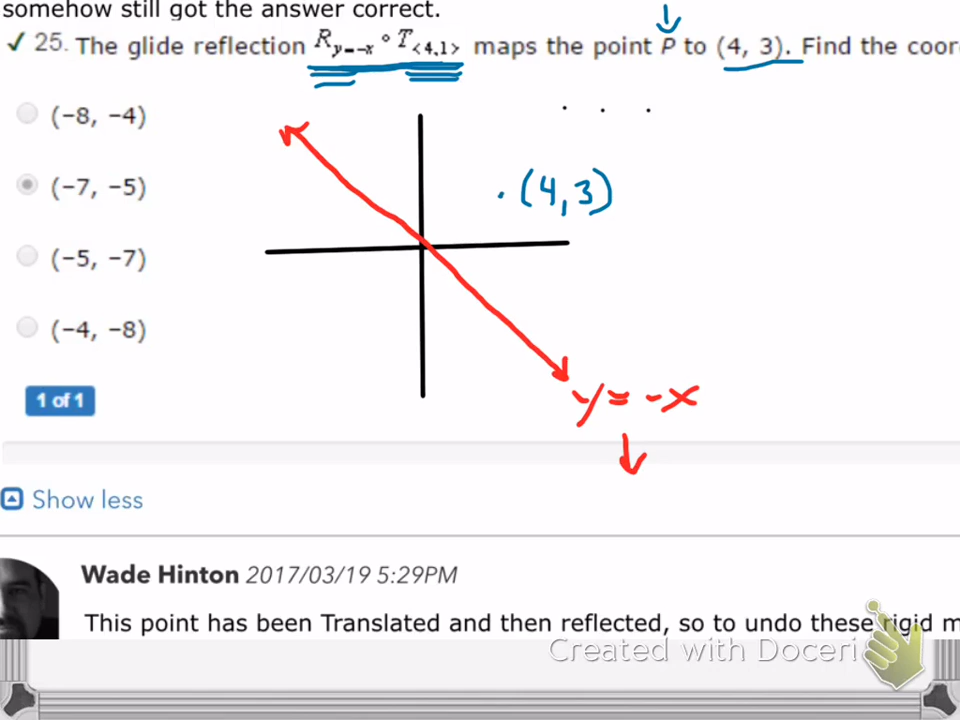 somehow still got the answer correct.
✓ 25. The glide reflection R y=-x ∘ T <4,1> maps the point P to (4, 3). Find the coor
(−8, −4)
. . .
(−7, −5)
.(4,3)
(−5, −7)
(−4, −8)
y = -x
1 of 1
Show less
Wade Hinton 2017/03/19 5:29PM
This point has been Translated and then reflected, so to undo these rigid m
Created with Doceri